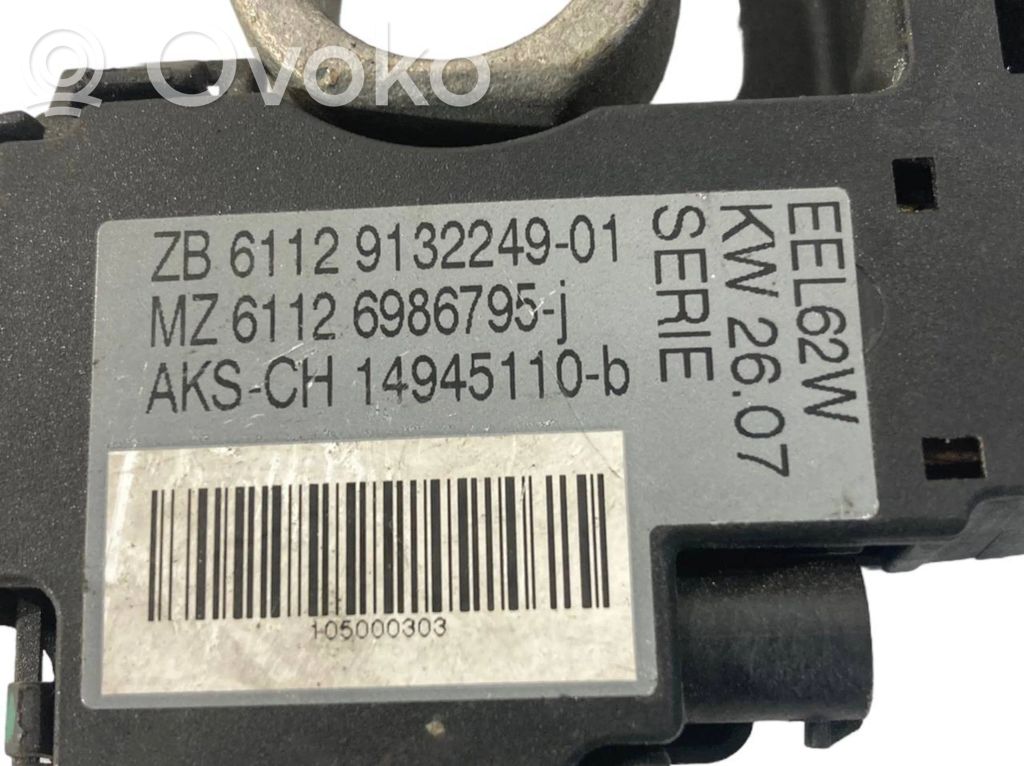 Ovoko
ZB 6112 9132249-01
MZ 6112 6986795-j
AKS-CH 14945110-b
SERIE
KW 26.07
EEL62W
105000303